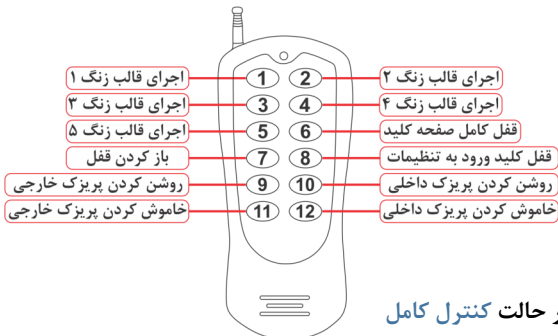 اجرای قالب زنگ ۱ 1 2 اجرای قالب زنگ ۲
اجرای قالب زنگ ۳ 3 4 اجرای قالب زنگ ۴
اجرای قالب زنگ ۵ 5 6 قفل کامل صفحه کلید
باز کردن قفل 7 8 قفل کلید ورود به تنظیمات
روشن کردن پریزک خارجی 9 10 روشن کردن پریزک داخلی
خاموش کردن پریزک خارجی 11 12 خاموش کردن پریزک داخلی
حالت کنترل کامل